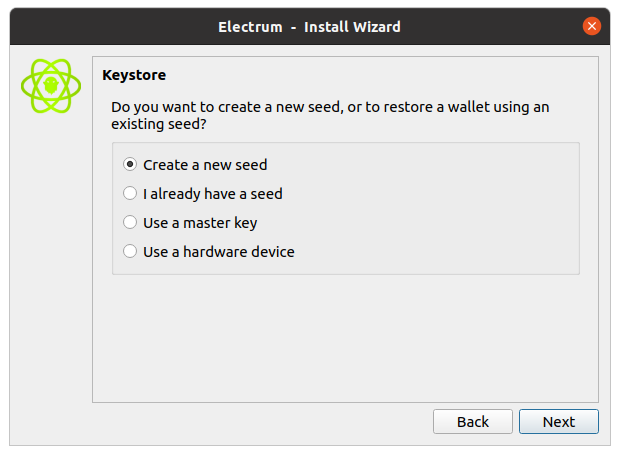 Electrum - Install Wizard
Keystore
Do you want to create a new seed, or to restore a wallet using an
existing seed?
Create a new seed
I already have a seed
Use a master key
Use a hardware device
Back
Next